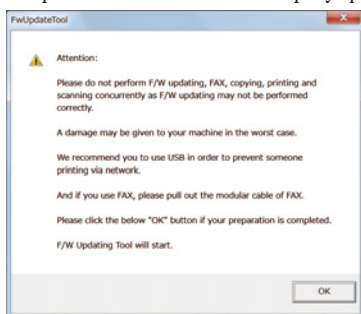 FwUpdateTool
Attention:
Please do not perform F/W updating, FAX, copying, printing and
scanning concurrently as F/W updating may not be performed
correctly.
A damage may be given to your machine in the worst case.
We recommend you to use USB in order to prevent someone
printing via network.
And if you use FAX, please pull out the modular cable of FAX.
Please click the below "OK" button if your preparation is completed.
F/W Updating Tool will start.
OK